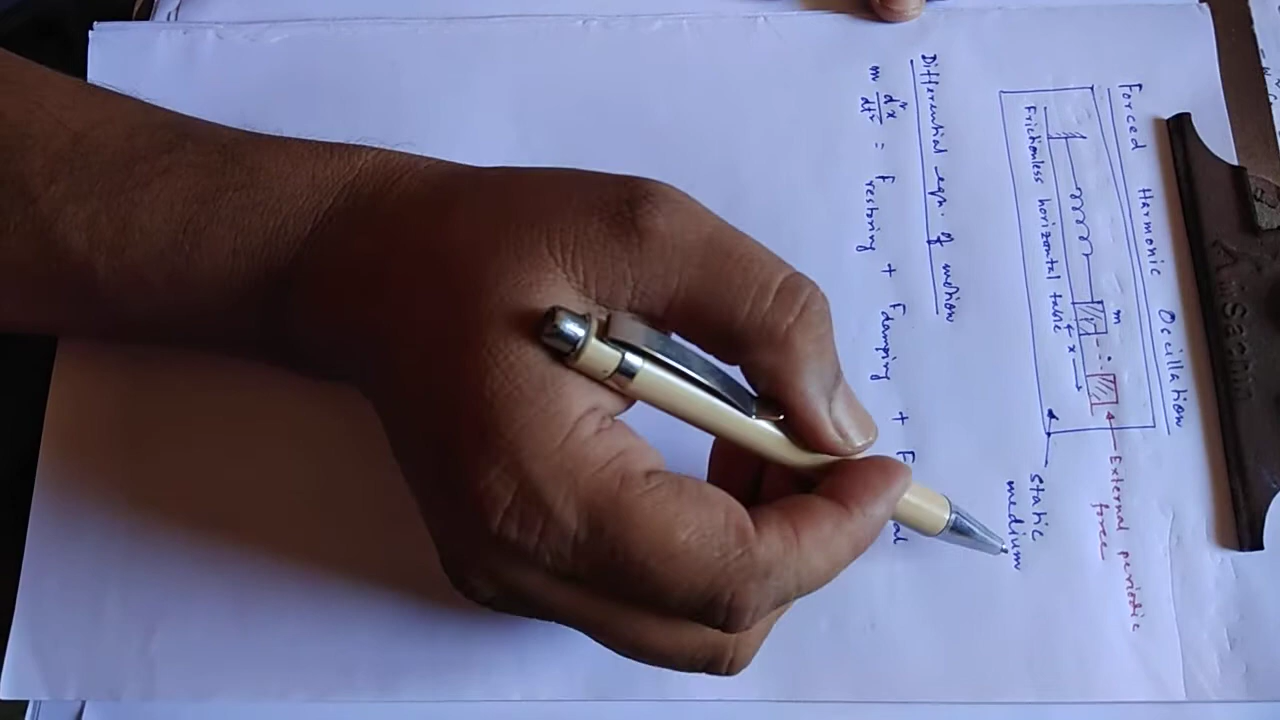 Forced Harmonic Oscillation
m
External periodic
force
x
Frictionless horizontal table
static
medium
Differential eqn. of motion
m d²x/dt² = F restoring + F damping + F